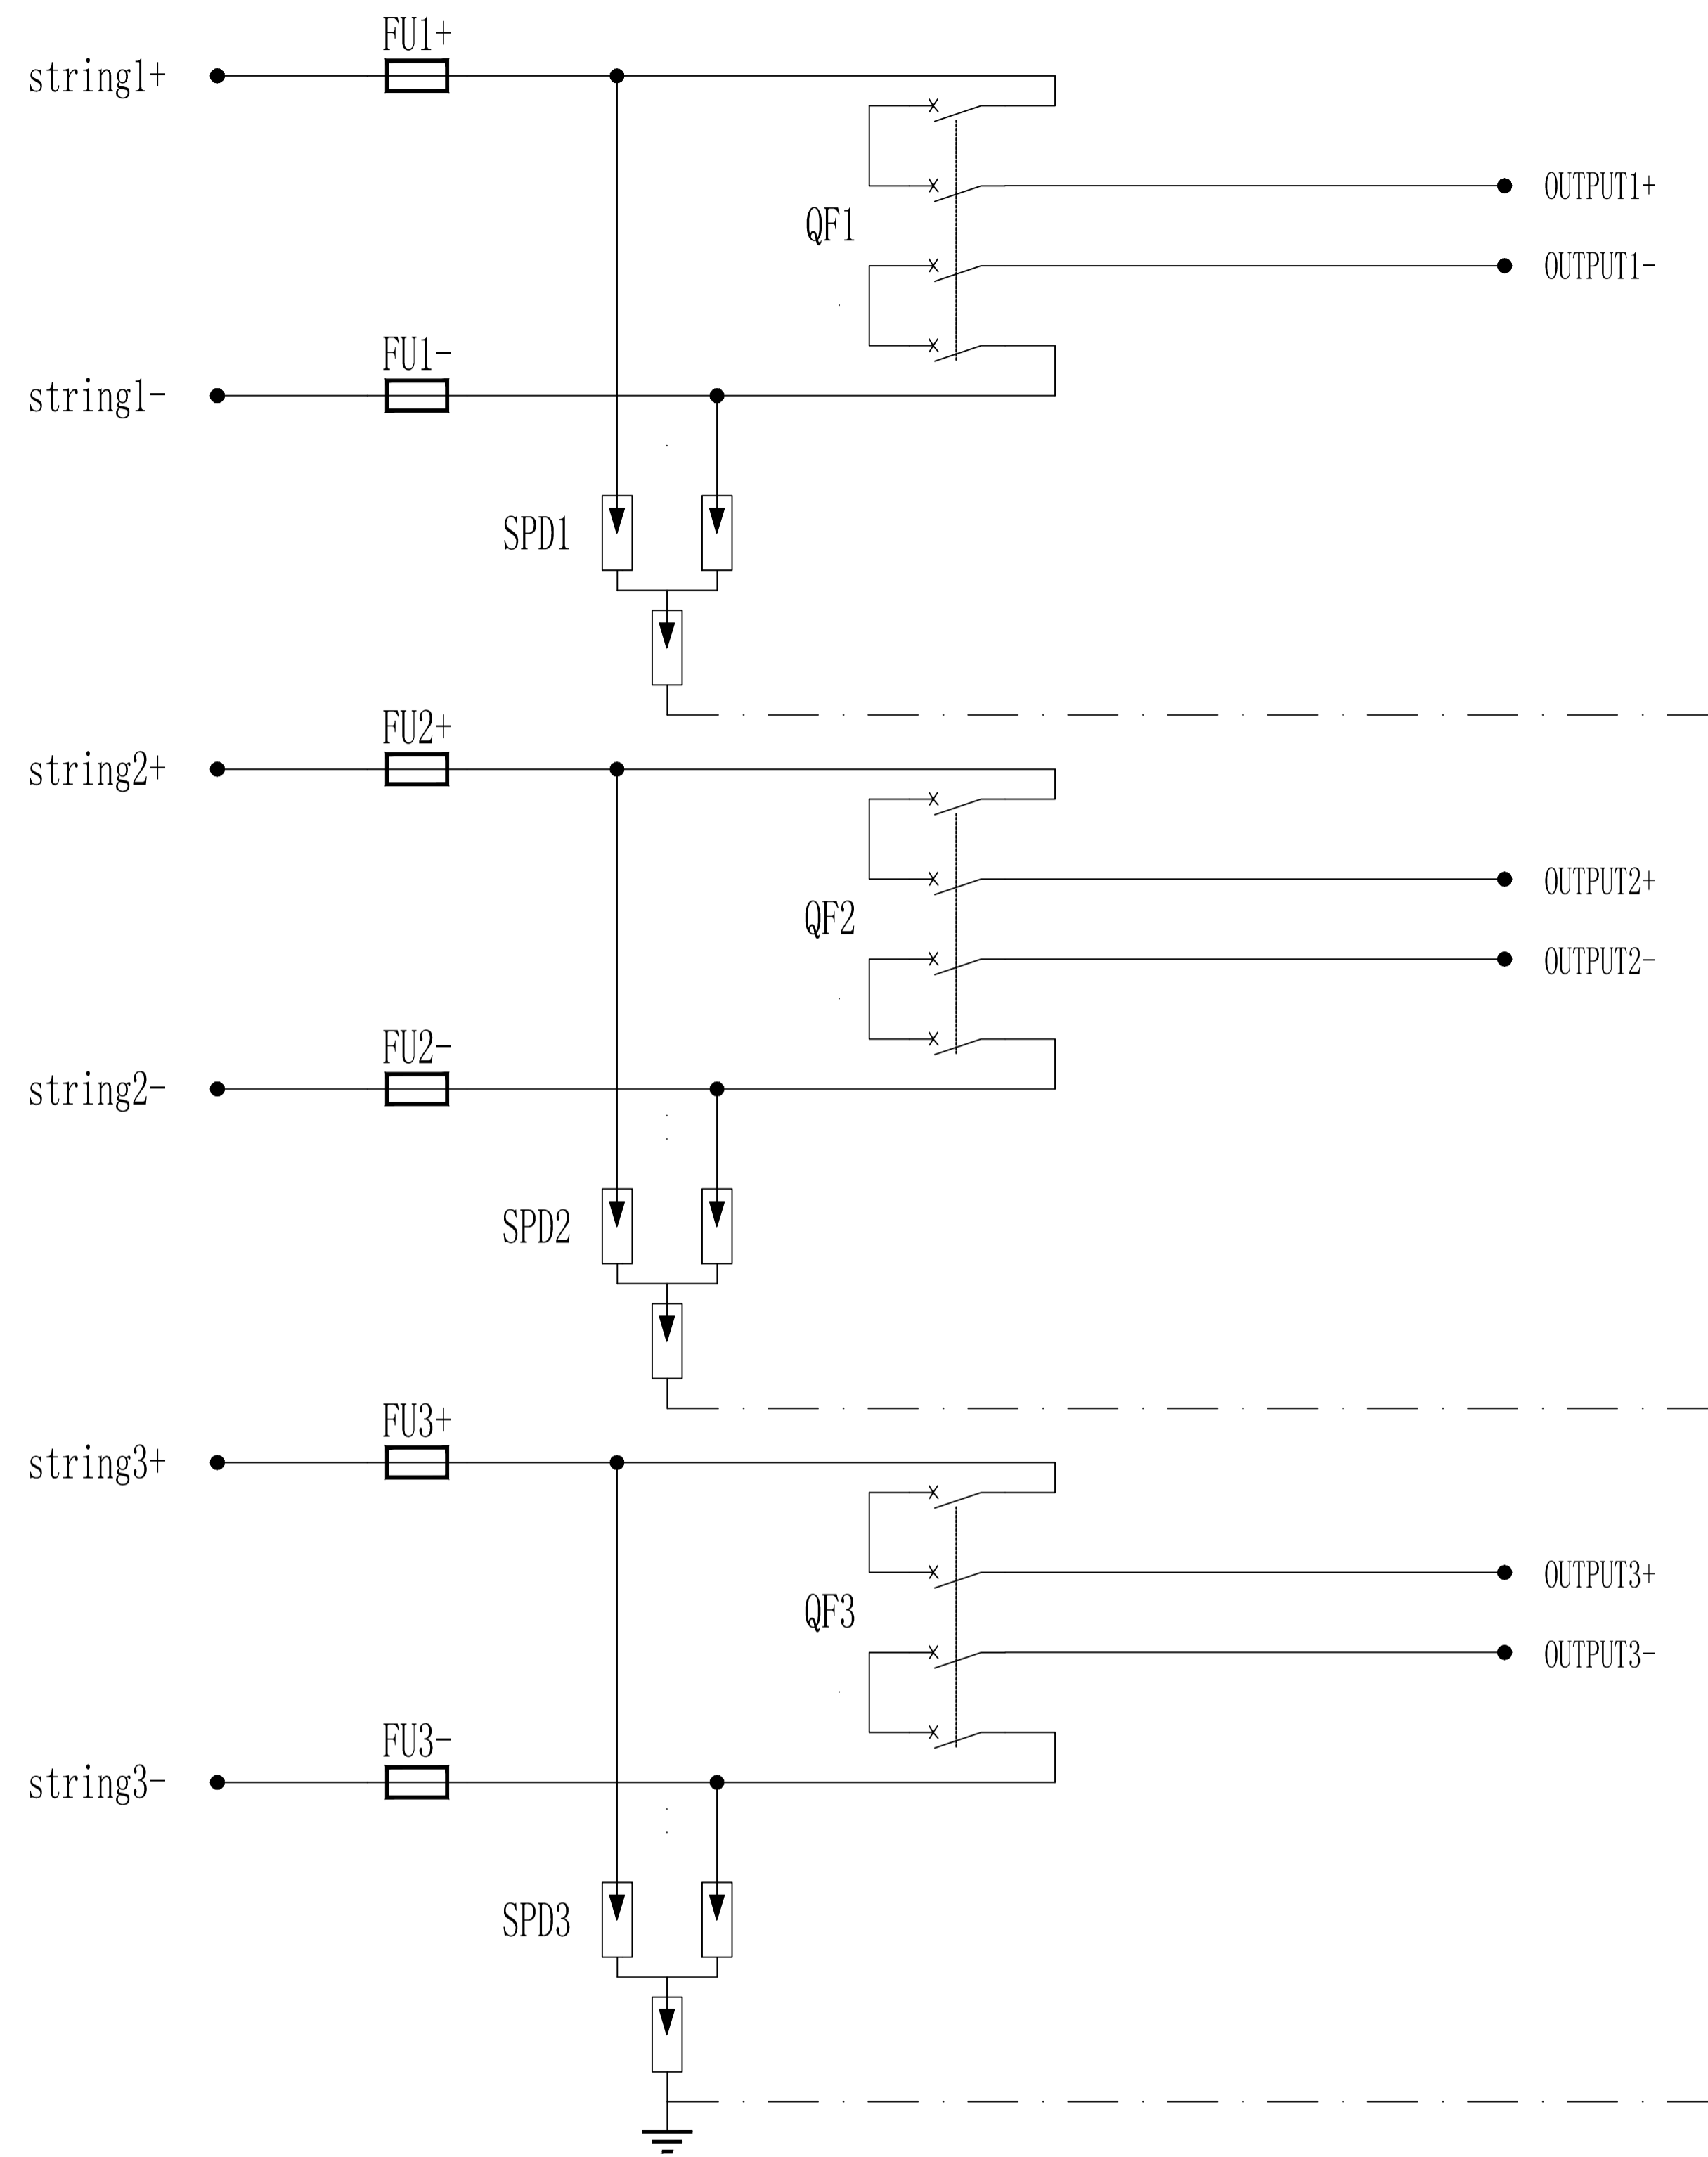 FU1+
string1+
OUTPUT1+
QF1
OUTPUT1-
FU1-
string1-
SPD1
FU2+
string2+
OUTPUT2+
QF2
OUTPUT2-
FU2-
string2-
SPD2
FU3+
string3+
OUTPUT3+
QF3
OUTPUT3-
FU3-
string3-
SPD3